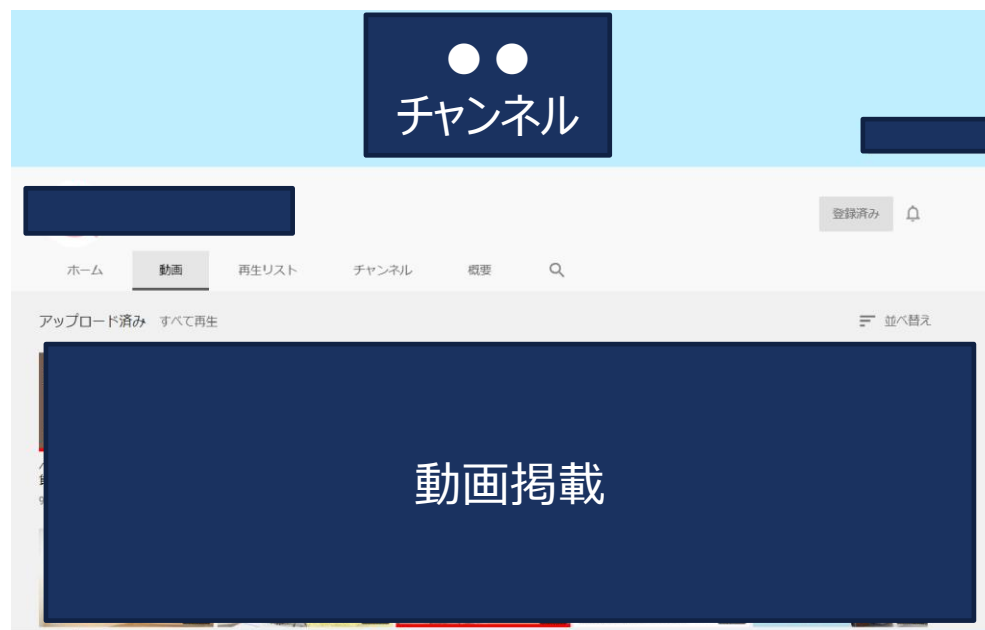 ●●
チャンネル
登録済み
ホーム 動画 再生リスト チャンネル 概要
アップロード済み すべて再生 並べ替え
動画掲載